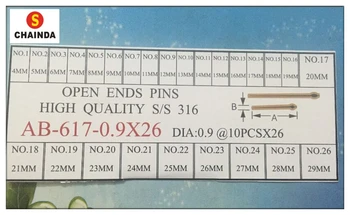 S
CHAINDA
NO.1 NO.2 NO.3 NO.4 NO.5 NO.6 NO.7 NO.8 NO.9 NO.10 NO.11 NO.12 NO.13 NO.14 NO.15 NO.16 NO.17
4MM 5MM 6MM 7MM 8MM 9MM 10MM 11MM 12MM 13MM 14MM 15MM 16MM 17MM 18MM 19MM 20MM
OPEN ENDS PINS
HIGH QUALITY S/S 316
B
A
AB-617-0.9X26 DIA:0.9 @10PCSX26
NO.18 NO.19 NO.20 NO.21 NO.22 NO.23 NO.24 NO.25 NO.26
21MM 22MM 23MM 24MM 25MM 26MM 27MM 28MM 29MM